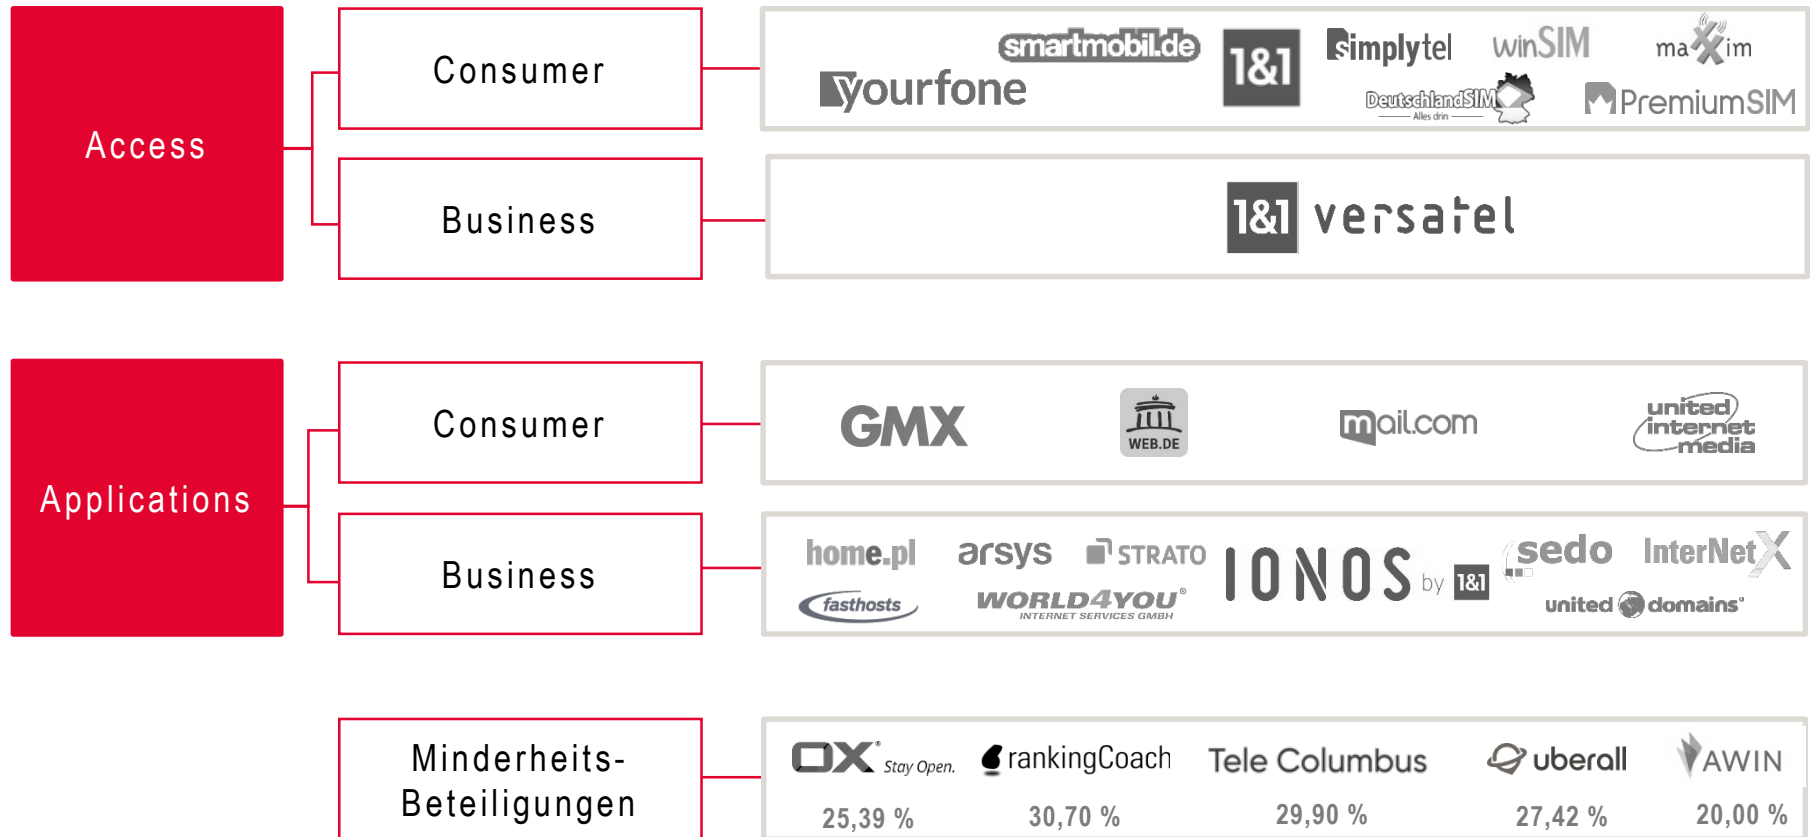 Access
Consumer
smartmobil.de
yourfone
1&1
simplytel
winSIM
maXXim
DeutschlandSIM
Alles drin
PremiumSIM
Business
1&1 versatel
Applications
Consumer
GMX
WEB.DE
mail.com
united
internet
media
Business
home.pl
arsys
STRATO
fasthosts
WORLD4YOU®
INTERNET SERVICES GMBH
IONOS by 1&1
sedo
InterNetX
united domains®
Minderheits-
Beteiligungen
OX® Stay Open.
rankingCoach
Tele Columbus
uberall
AWIN
25,39 %
30,70 %
29,90 %
27,42 %
20,00 %